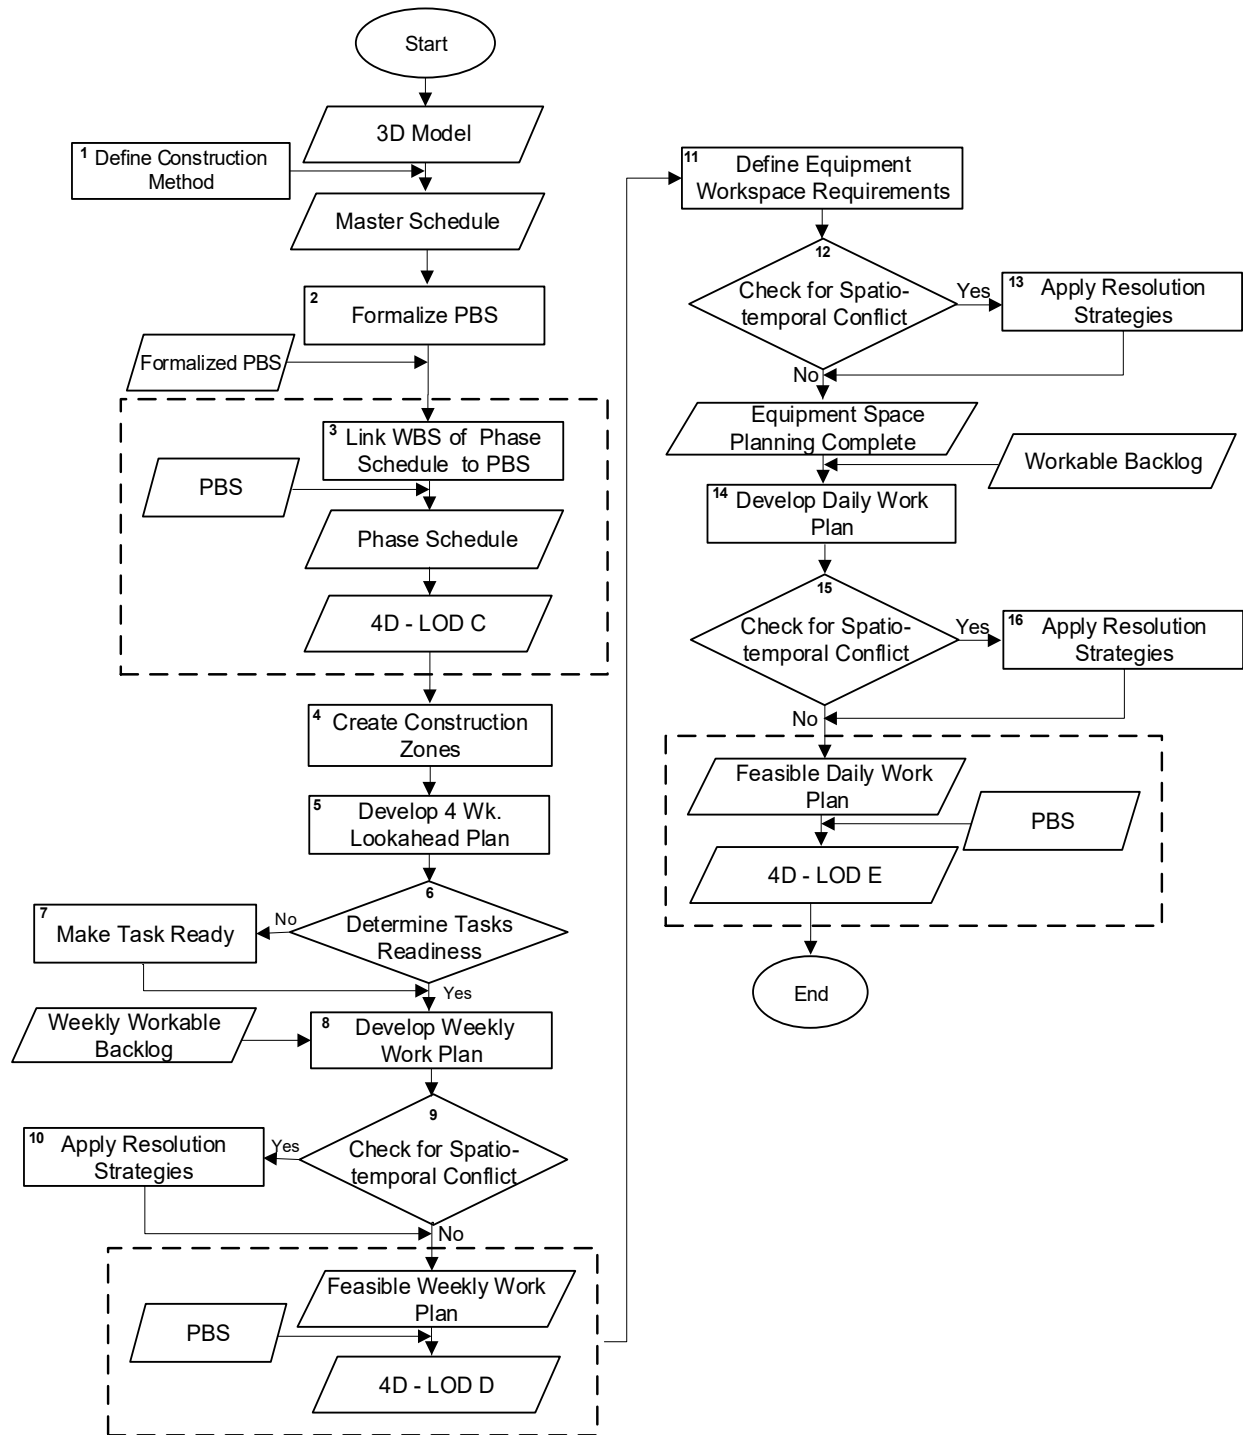 Start
3D Model
1 Define Construction
Method
Master Schedule
2
Formalize PBS
Formalized PBS
3 Link WBS of Phase
Schedule to PBS
PBS
Phase Schedule
4D - LOD C
4 Create Construction
Zones
5 Develop 4 Wk.
Lookahead Plan
6
Determine Tasks
Readiness
No
7
Make Task Ready
Yes
Weekly Workable
Backlog
8 Develop Weekly
Work Plan
9
Check for Spatio-
temporal Conflict
Yes
10 Apply Resolution
Strategies
No
Feasible Weekly Work
Plan
PBS
4D - LOD D
11 Define Equipment
Workspace Requirements
12
Check for Spatio-
temporal Conflict
Yes
13 Apply Resolution
Strategies
No
Equipment Space
Planning Complete
Workable Backlog
14 Develop Daily Work
Plan
15
Check for Spatio-
temporal Conflict
Yes
16 Apply Resolution
Strategies
No
Feasible Daily Work
Plan
PBS
4D - LOD E
End